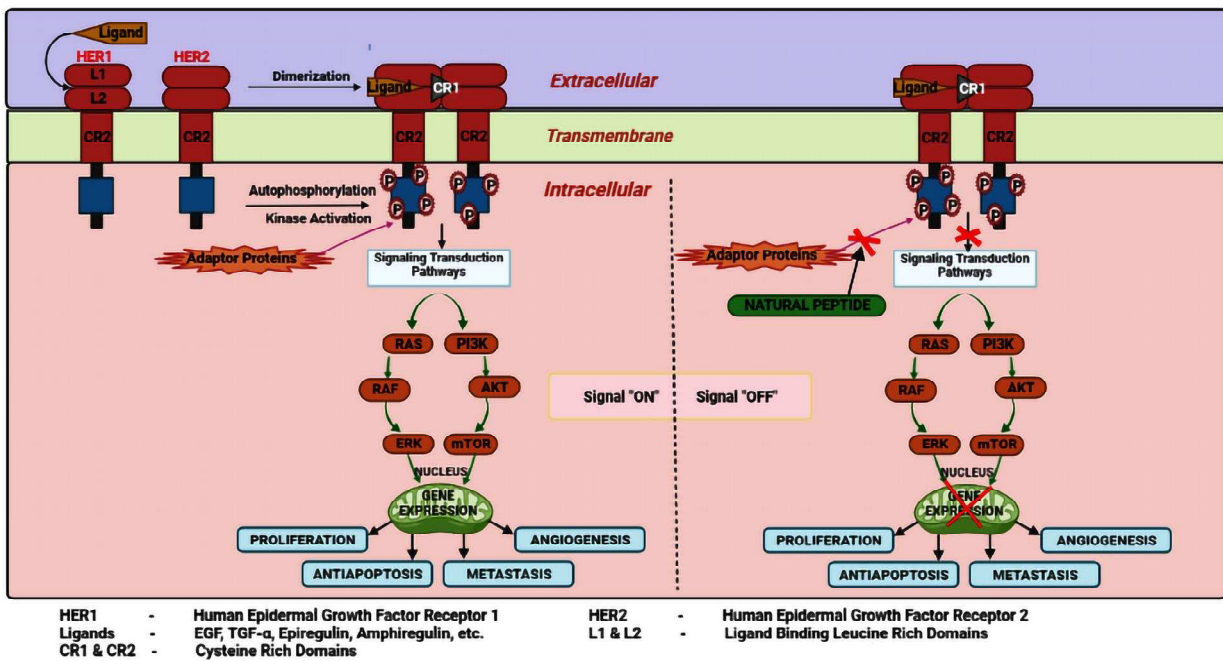 Ligand
HER1
HER2
L1
L2
CR2
CR2
Dimerization
Ligand
CR1
CR2
CR2
Extracellular
Transmembrane
Intracellular
Ligand
CR1
CR2
CR2
Autophosphorylation
Kinase Activation
P
P
P
P
P
P
P
P
Adaptor Proteins
Signaling Transduction
Pathways
RAS
PI3K
RAF
AKT
ERK
mTOR
NUCLEUS
GENE
EXPRESSION
PROLIFERATION
ANGIOGENESIS
ANTIAPOPTOSIS
METASTASIS
Signal "ON"
Signal "OFF"
P
P
P
P
P
P
P
P
Adaptor Proteins
NATURAL PEPTIDE
Signaling Transduction
Pathways
RAS
PI3K
RAF
AKT
ERK
mTOR
NUCLEUS
GENE
EXPRESSION
PROLIFERATION
ANGIOGENESIS
ANTIAPOPTOSIS
METASTASIS
HER1 - Human Epidermal Growth Factor Receptor 1
Ligands - EGF, TGF-α, Epiregulin, Amphiregulin, etc.
CR1 & CR2 - Cysteine Rich Domains
HER2 - Human Epidermal Growth Factor Receptor 2
L1 & L2 - Ligand Binding Leucine Rich Domains